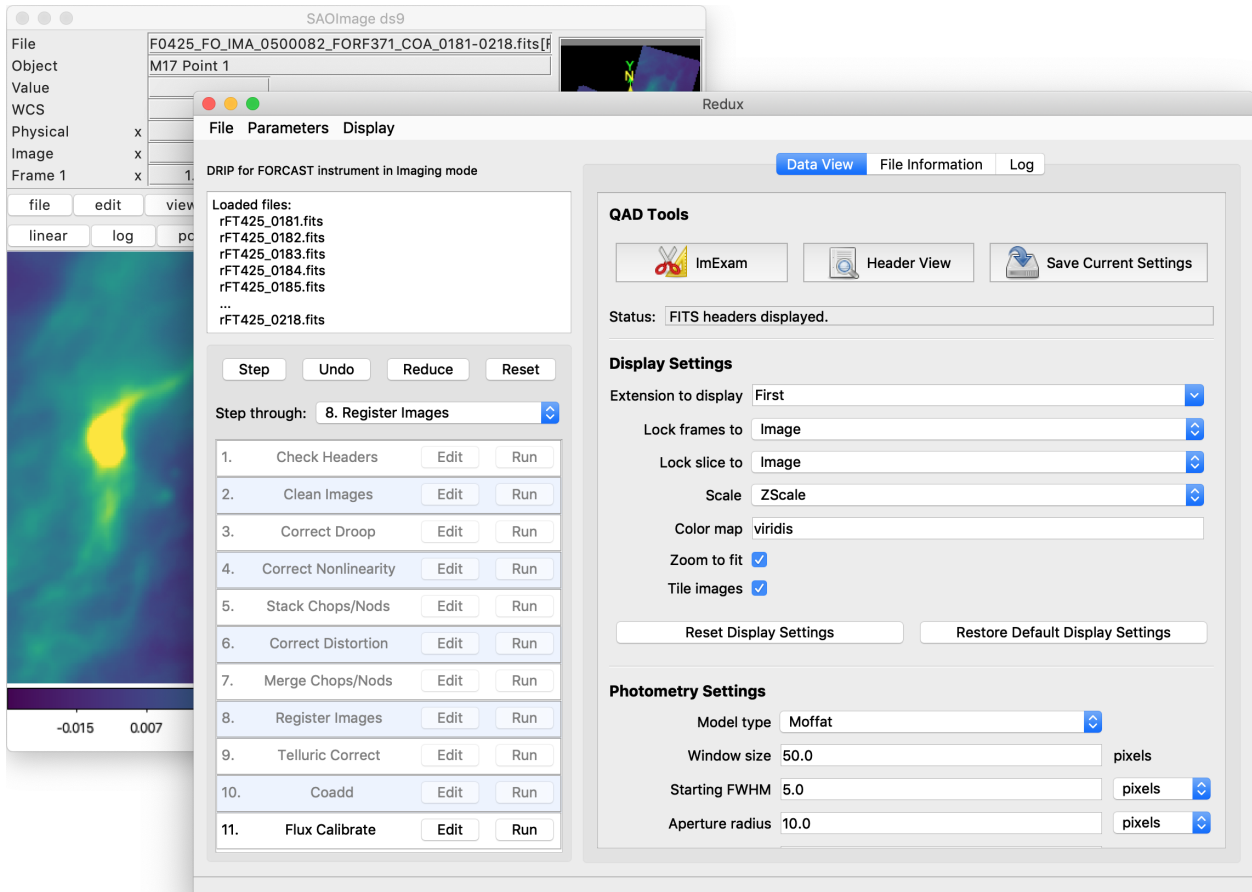 SAOImage ds9
File F0425_FO_IMA_0500082_FORF371_COA_0181-0218.fits[
Object M17 Point 1
Value
WCS
Physical x
Image x
Frame 1 x 1.
file edit view
linear log
Y
N
-0.015 0.007
Redux
File Parameters Display
DRIP for FORCAST instrument in Imaging mode
Loaded files:
rFT425_0181.fits
rFT425_0182.fits
rFT425_0183.fits
rFT425_0184.fits
rFT425_0185.fits
...
rFT425_0218.fits
Step Undo Reduce Reset
Step through: 8. Register Images
1. Check Headers Edit Run
2. Clean Images Edit Run
3. Correct Droop Edit Run
4. Correct Nonlinearity Edit Run
5. Stack Chops/Nods Edit Run
6. Correct Distortion Edit Run
7. Merge Chops/Nods Edit Run
8. Register Images Edit Run
9. Telluric Correct Edit Run
10. Coadd Edit Run
11. Flux Calibrate Edit Run
Data View File Information Log
QAD Tools
ImExam Header View Save Current Settings
Status: FITS headers displayed.
Display Settings
Extension to display First
Lock frames to Image
Lock slice to Image
Scale ZScale
Color map viridis
Zoom to fit
Tile images
Reset Display Settings Restore Default Display Settings
Photometry Settings
Model type Moffat
Window size 50.0 pixels
Starting FWHM 5.0 pixels
Aperture radius 10.0 pixels